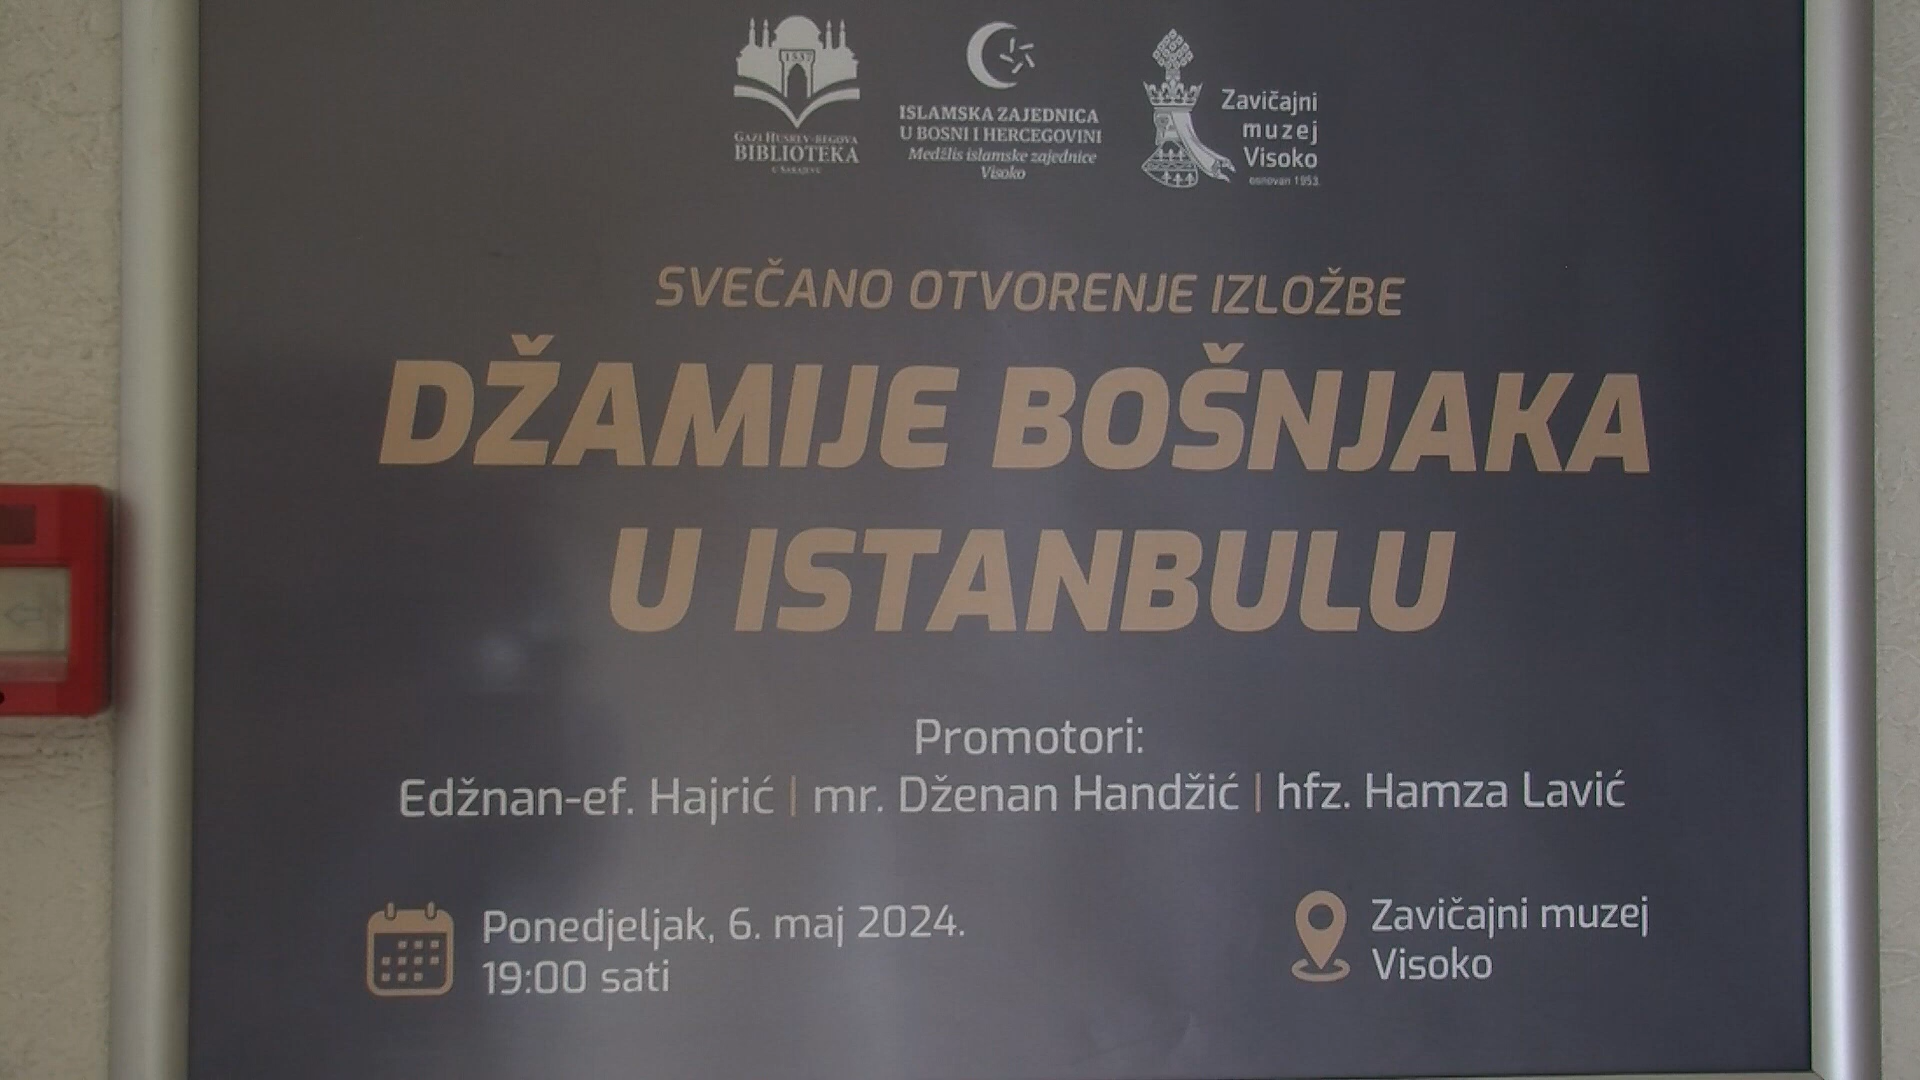 1537
GAZI HUSREV-BEGOVA
BIBLIOTEKA
U SARAJEVU
ISLAMSKA ZAJEDNICA
U BOSNI I HERCEGOVINI
Medžlis islamske zajednice
Visoko
Zavičajni
muzej
Visoko
osnovan 1953.
SVEČANO OTVORENJE IZLOŽBE
DŽAMIJE BOŠNJAKA
U ISTANBULU
Promotori:
Edžnan-ef. Hajrić | mr. Dženan Handžić | hfz. Hamza Lavić
Ponedjeljak, 6. maj 2024.
19:00 sati
Zavičajni muzej
Visoko